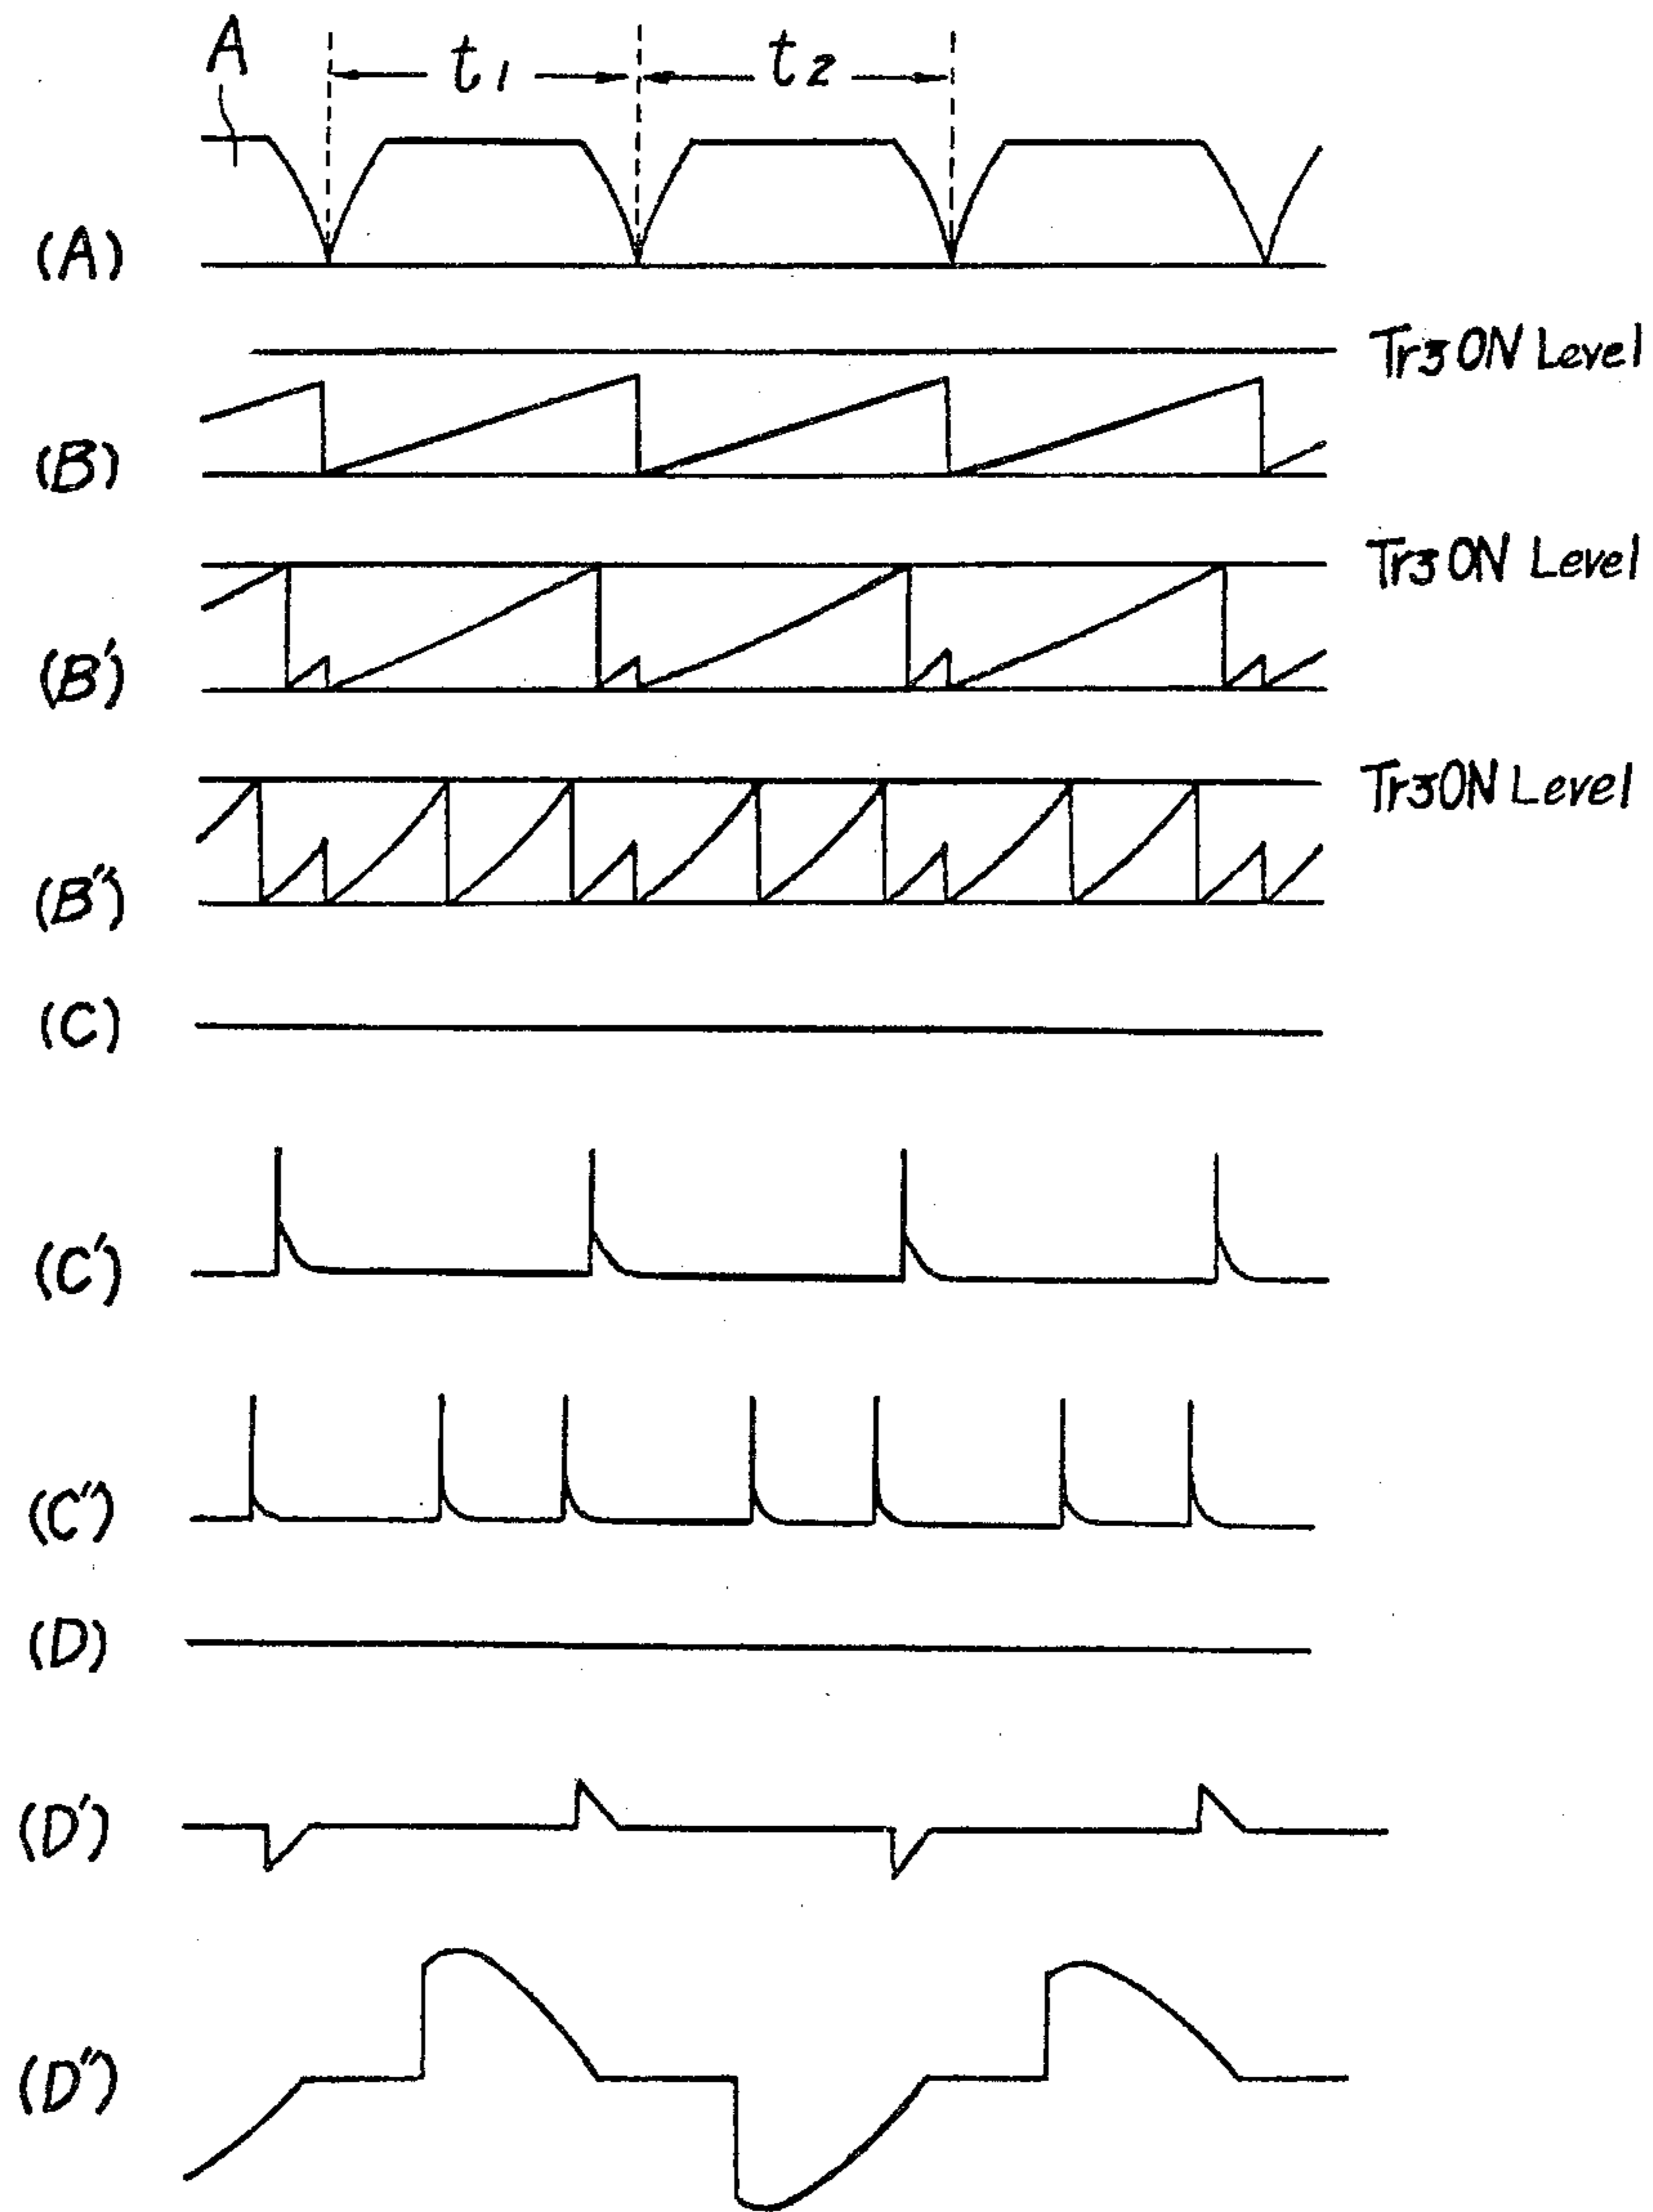 A
t1 t2
(A)
Tr3 ON Level
(B)
Tr3 ON Level
(B')
Tr3 ON Level
(B")
(C)
(C')
(C")
(D)
(D')
(D")